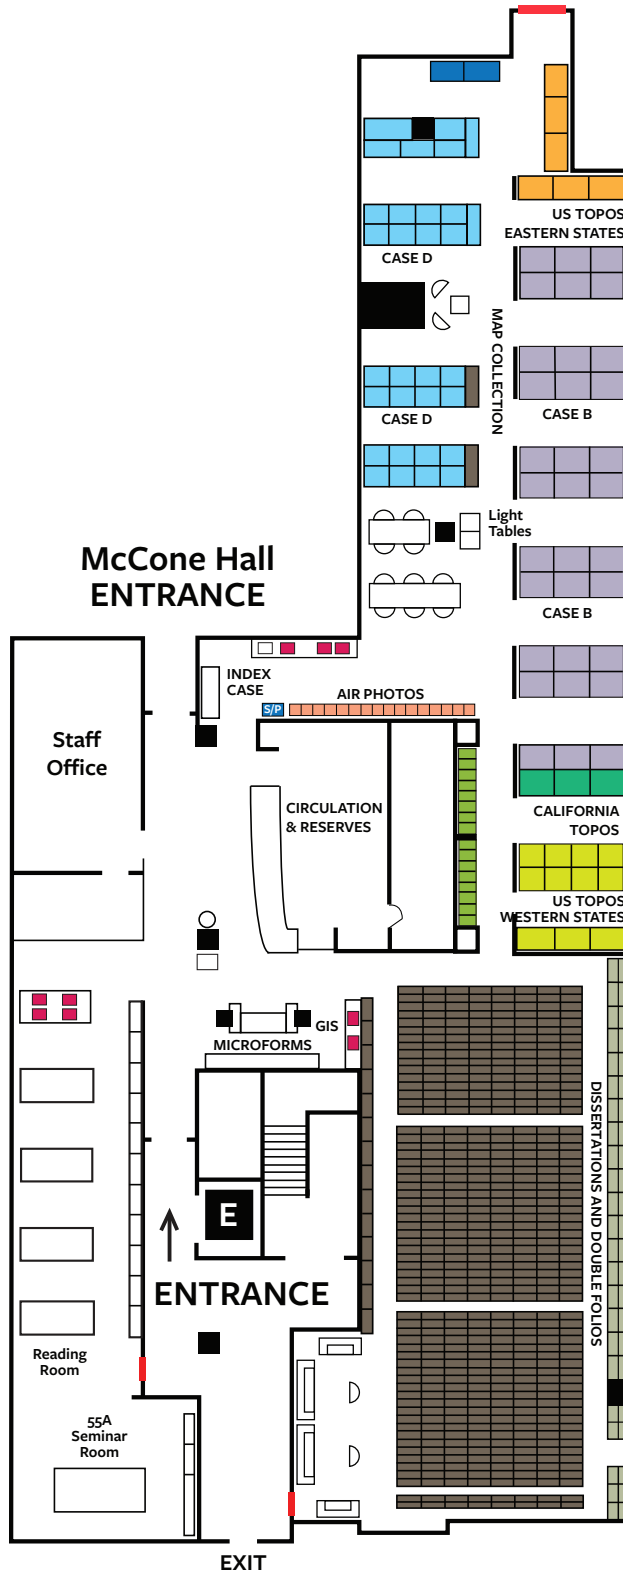 US TOPOS
EASTERN STATES
CASE D
MAP COLLECTION
CASE B
CASE D
Light
Tables
McCone Hall
ENTRANCE
CASE B
INDEX
CASE
AIR PHOTOS
S/P
Staff
Office
CIRCULATION
& RESERVES
CALIFORNIA
TOPOS
US TOPOS
WESTERN STATES
GIS
MICROFORMS
DISSERTATIONS AND DOUBLE FOLIOS
E
ENTRANCE
Reading
Room
55A
Seminar
Room
EXIT